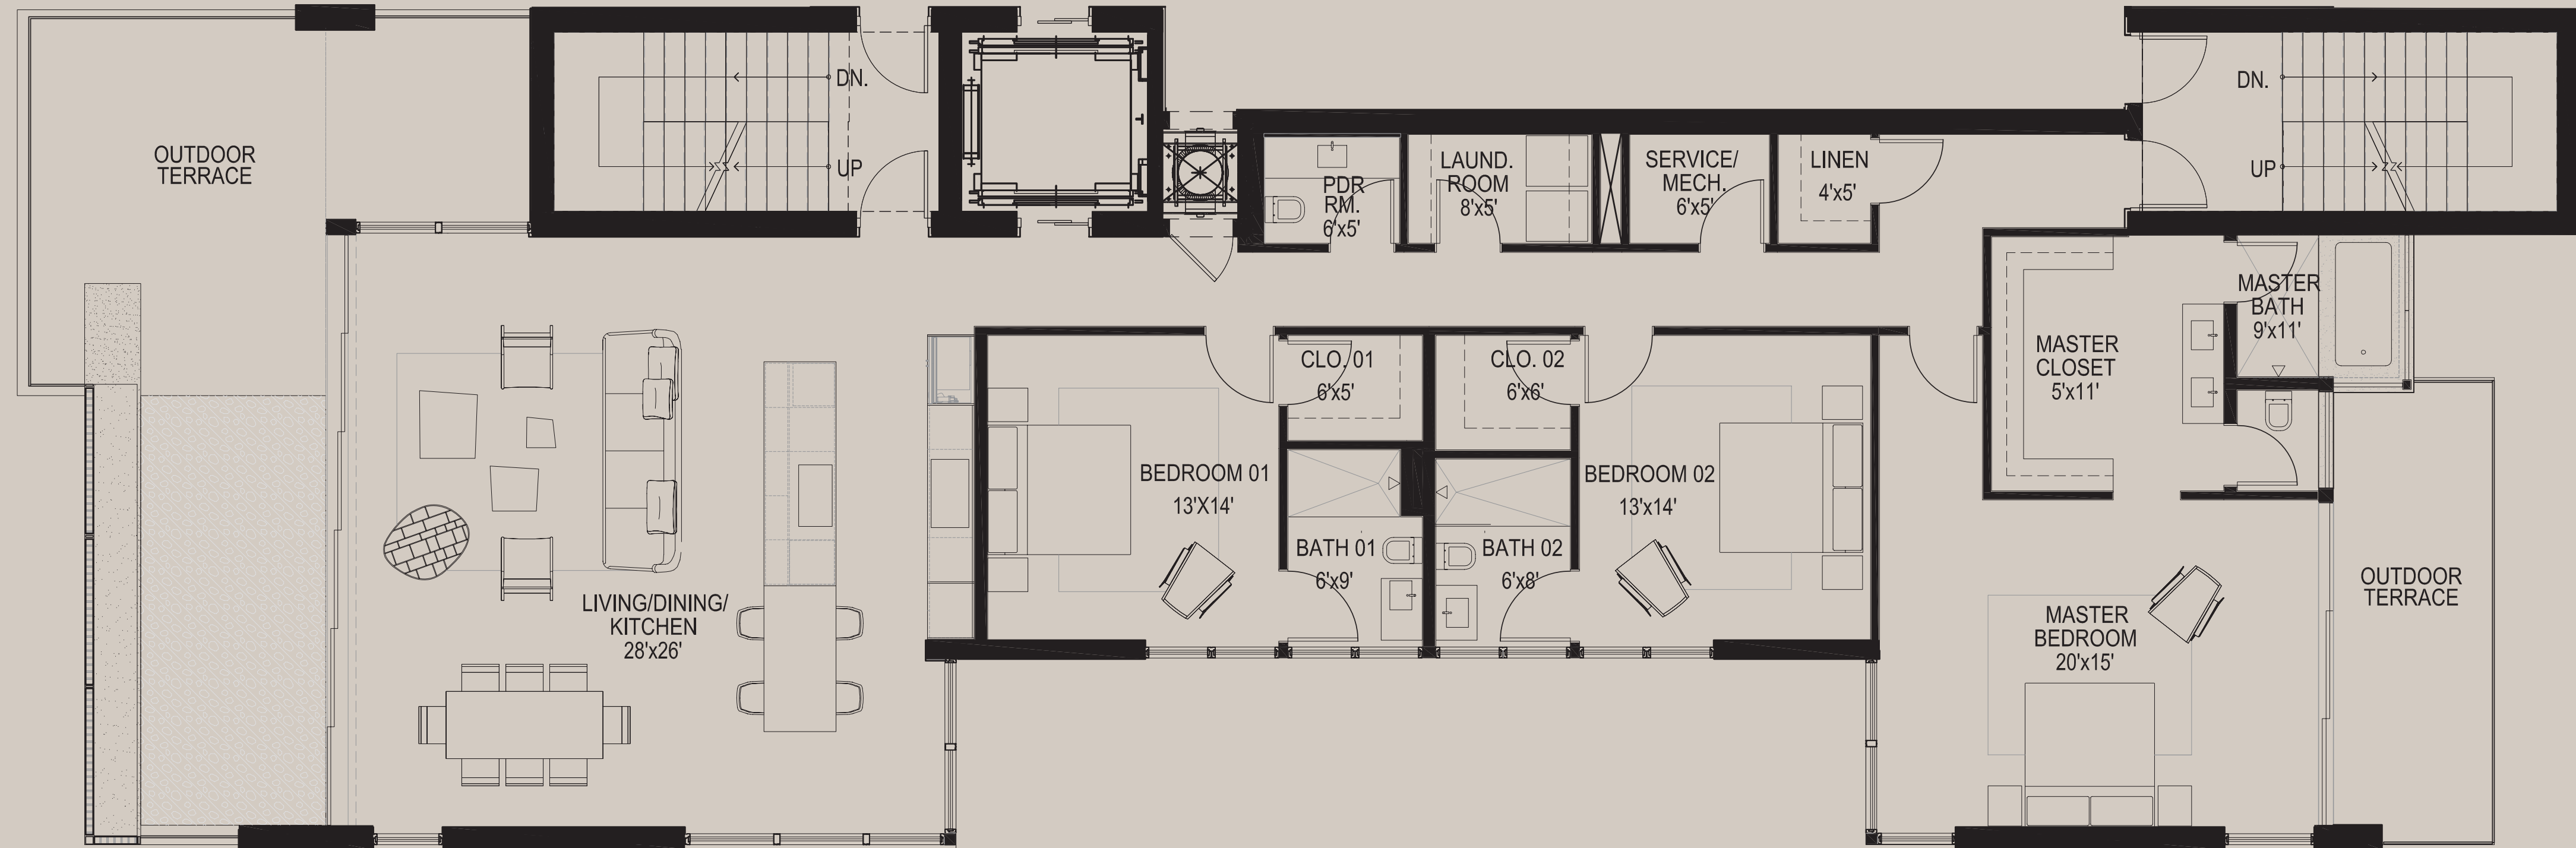 OUTDOOR
TERRACE
DN.
UP
PDR
RM.
6'x5'
LAUND.
ROOM
8'x5'
SERVICE/
MECH.
6'x5'
LINEN
4'x5'
DN.
UP
MASTER
BATH
9'x11'
MASTER
CLOSET
5'x11'
CLO. 01
6'x5'
CLO. 02
6'x6'
BEDROOM 01
13'X14'
BEDROOM 02
13'x14'
BATH 01
6'x9'
BATH 02
6'x8'
LIVING/DINING/
KITCHEN
28'x26'
MASTER
BEDROOM
20'x15'
OUTDOOR
TERRACE